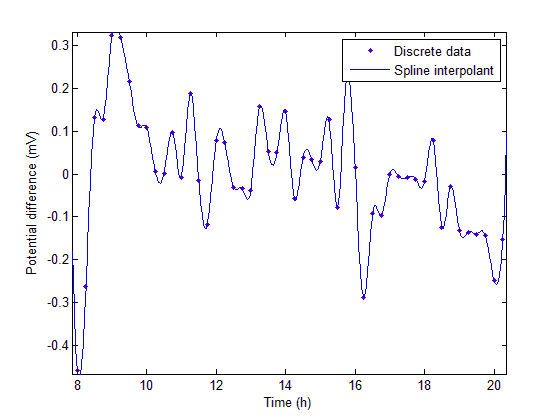 0.3
0.2
0.1
0
-0.1
-0.2
-0.3
-0.4
Potential difference (mV)
Discrete data
Spline interpolant
8 10 12 14 16 18 20
Time (h)